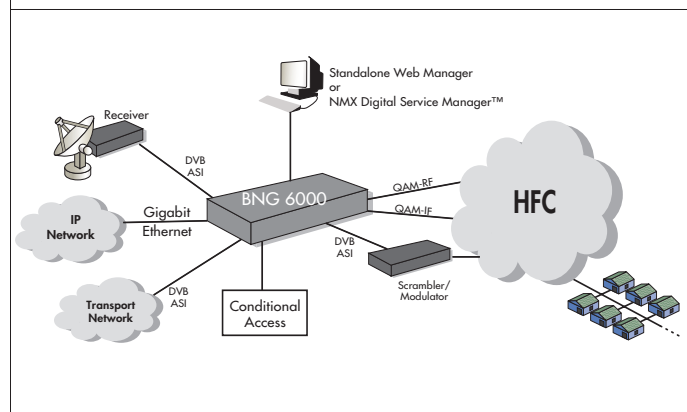 Standalone Web Manager
or
NMX Digital Service Manager™
Receiver
DVB
ASI
BNG 6000
QAM-RF
HFC
IP
Network
Gigabit
Ethernet
QAM-IF
DVB
ASI
Scrambler/
Modulator
Transport
Network
DVB
ASI
Conditional
Access